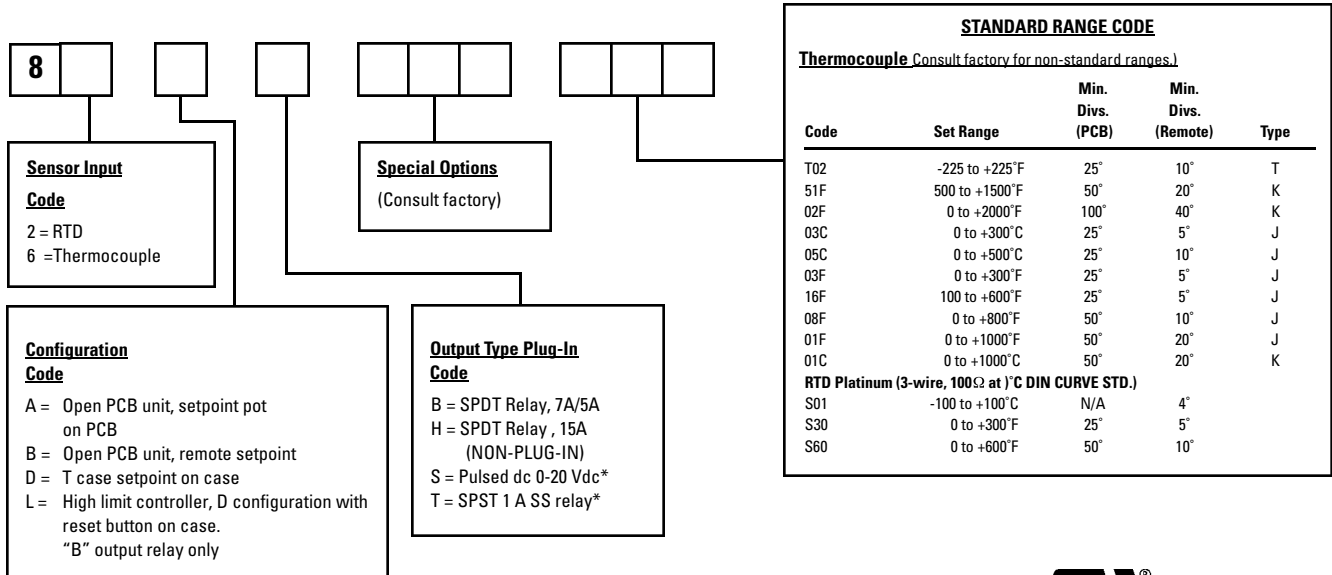 8
Sensor Input
Code
2 = RTD
6 =Thermocouple
Special Options
(Consult factory)
Configuration
Code
A = Open PCB unit, setpoint pot
on PCB
B = Open PCB unit, remote setpoint
D = T case setpoint on case
L = High limit controller, D configuration with
reset button on case.
"B" output relay only
Output Type Plug-In
Code
B = SPDT Relay, 7A/5A
H = SPDT Relay , 15A
(NON-PLUG-IN)
S = Pulsed dc 0-20 Vdc*
T = SPST 1 A SS relay*
STANDARD RANGE CODE
Thermocouple Consult factory for non-standard ranges.)
Min. Min.
Divs. Divs.
Code Set Range (PCB) (Remote) Type
T02 -225 to +225˚F 25˚ 10˚ T
51F 500 to +1500˚F 50˚ 20˚ K
02F 0 to +2000˚F 100˚ 40˚ K
03C 0 to +300˚C 25˚ 5˚ J
05C 0 to +500˚C 25˚ 10˚ J
03F 0 to +300˚F 25˚ 5˚ J
16F 100 to +600˚F 25˚ 5˚ J
08F 0 to +800˚F 50˚ 10˚ J
01F 0 to +1000˚F 50˚ 20˚ J
01C 0 to +1000˚C 50˚ 20˚ K
RTD Platinum (3-wire, 100Ω at )˚C DIN CURVE STD.)
S01 -100 to +100˚C N/A 4˚
S30 0 to +300˚F 25˚ 5˚
S60 0 to +600˚F 50˚ 10˚
®